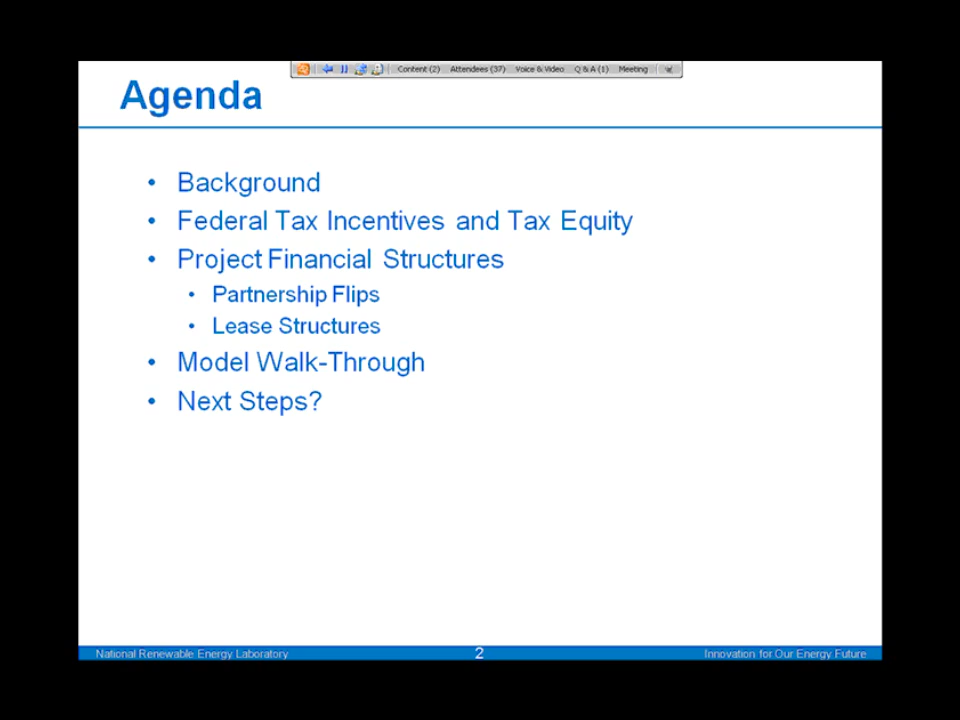 Content (2) Attendees (37) Voice & Video Q & A (1) Meeting
Agenda
• Background
• Federal Tax Incentives and Tax Equity
• Project Financial Structures
• Partnership Flips
• Lease Structures
• Model Walk-Through
• Next Steps?
National Renewable Energy Laboratory 2 Innovation for Our Energy Future